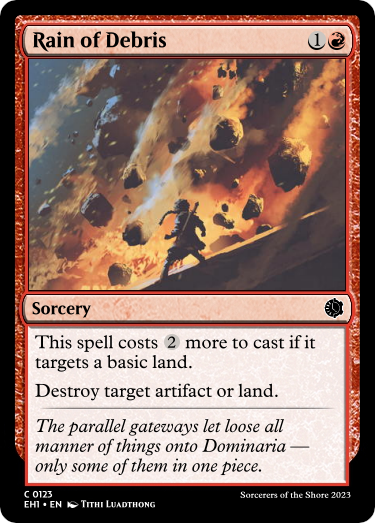 Rain of Debris 1
Sorcery
This spell costs 2 more to cast if it
targets a basic land.
Destroy target artifact or land.
The parallel gateways let loose all
manner of things onto Dominaria —
only some of them in one piece.
C 0123
EH1 • EN Tithi Luadthong
Sorcerers of the Shore 2023